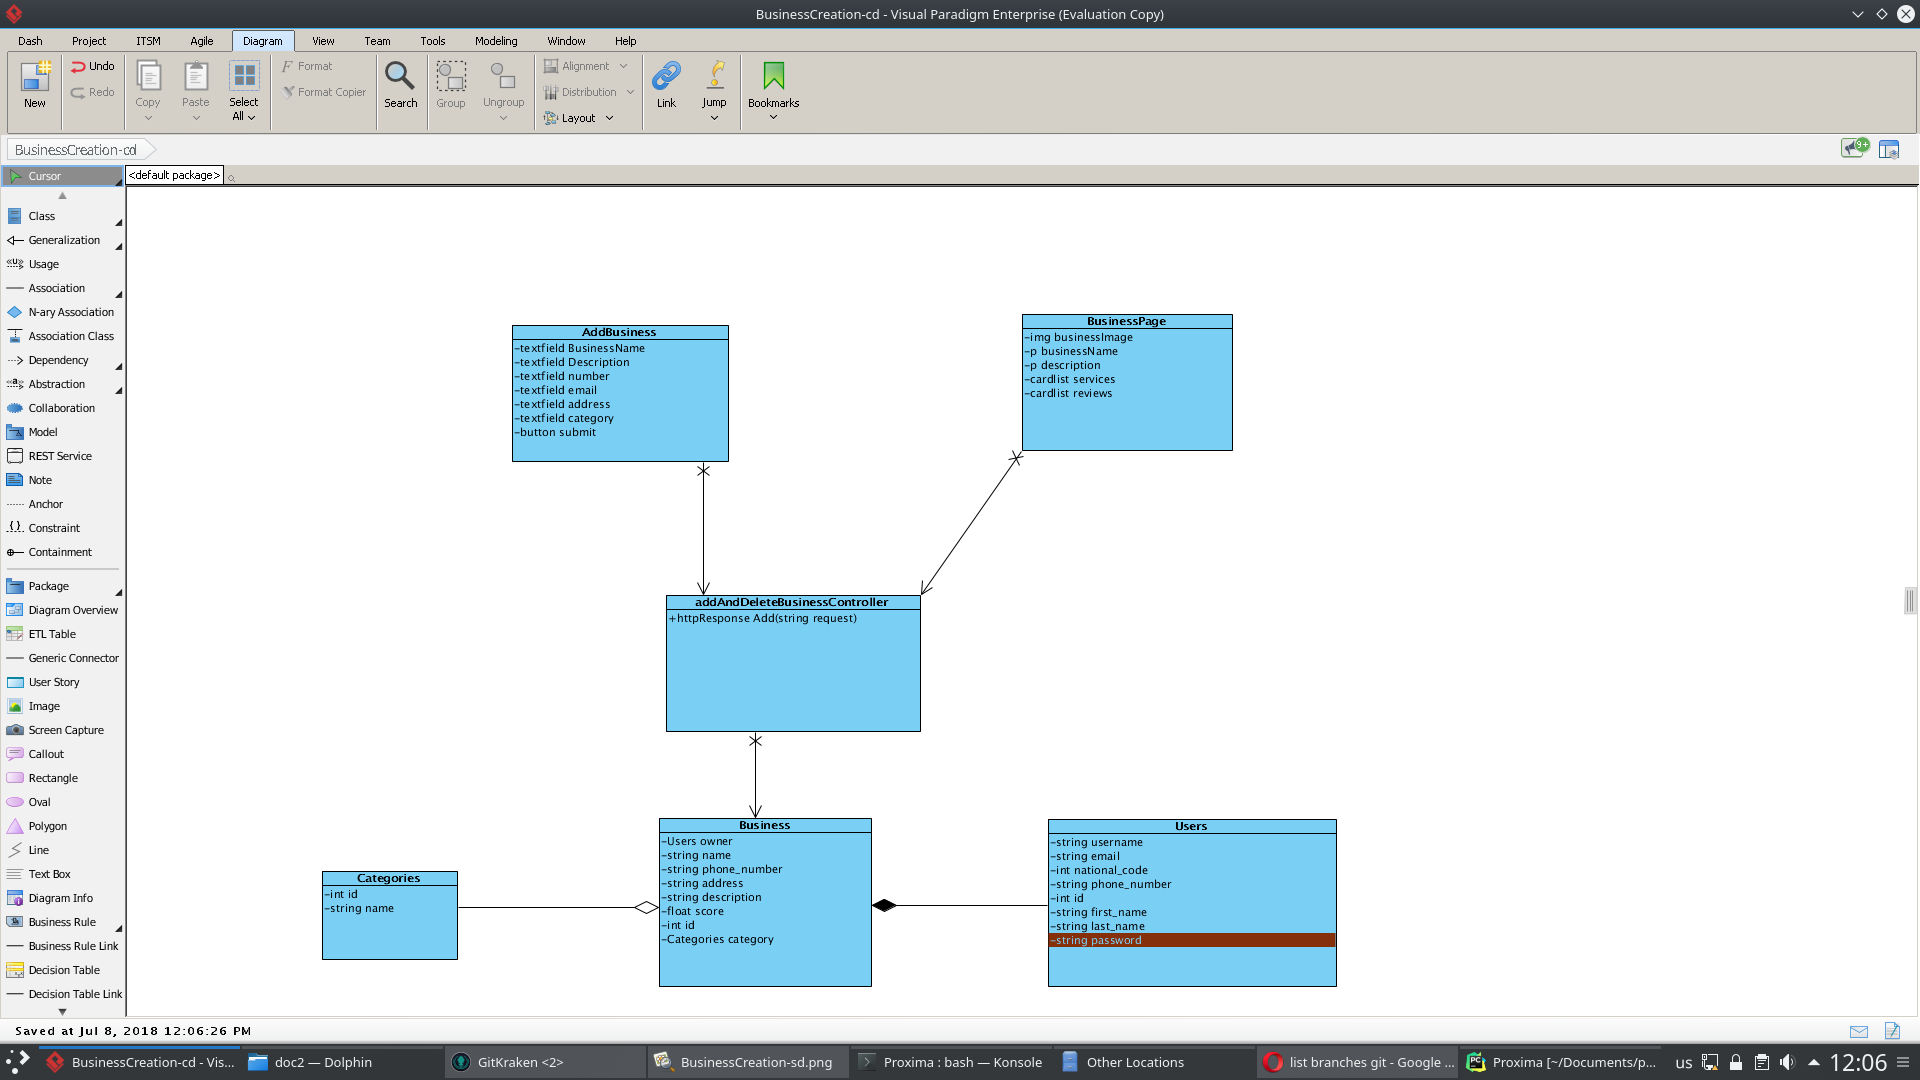 BusinessCreation-cd - Visual Paradigm Enterprise (Evaluation Copy)
Dash Project ITSM Agile Diagram View Team Tools Modeling Window Help
New
Undo
Redo
Copy
Paste
Select
All
Format
Format Copier
Search
Group
Ungroup
Alignment
Distribution
Layout
Link
Jump
Bookmarks
BusinessCreation-cd
9+
Cursor
<default package>
Class
Generalization
Usage
Association
N-ary Association
Association Class
Dependency
Abstraction
Collaboration
Model
REST Service
Note
Anchor
Constraint
Containment
Package
Diagram Overview
ETL Table
Generic Connector
User Story
Image
Screen Capture
Callout
Rectangle
Oval
Polygon
Line
Text Box
Diagram Info
Business Rule
Business Rule Link
Decision Table
Decision Table Link
AddBusiness
-textfield BusinessName
-textfield Description
-textfield number
-textfield email
-textfield address
-textfield category
-button submit
BusinessPage
-img businessImage
-p businessName
-p description
-cardlist services
-cardlist reviews
addAndDeleteBusinessController
+httpResponse Add(string request)
Categories
-int id
-string name
Business
-Users owner
-string name
-string phone_number
-string address
-string description
-float score
-int id
-Categories category
Users
-string username
-string email
-int national_code
-string phone_number
-int id
-string first_name
-string last_name
-string password
Saved at Jul 8, 2018 12:06:26 PM
BusinessCreation-cd - Vis...
doc2 — Dolphin
GitKraken <2>
BusinessCreation-sd.png
Proxima : bash — Konsole
Other Locations
list branches git - Google ...
Proxima [~/Documents/p...
us
12:06